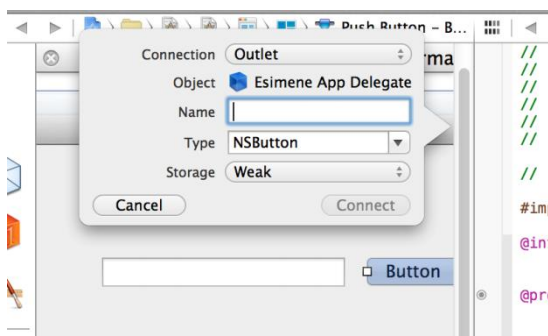 Push Button – B...
Connection Outlet
Object Esimene App Delegate
Name
Type NSButton
Storage Weak
Cancel Connect
Button
//
//
//
//
//
//
//
#im
@in
@pr